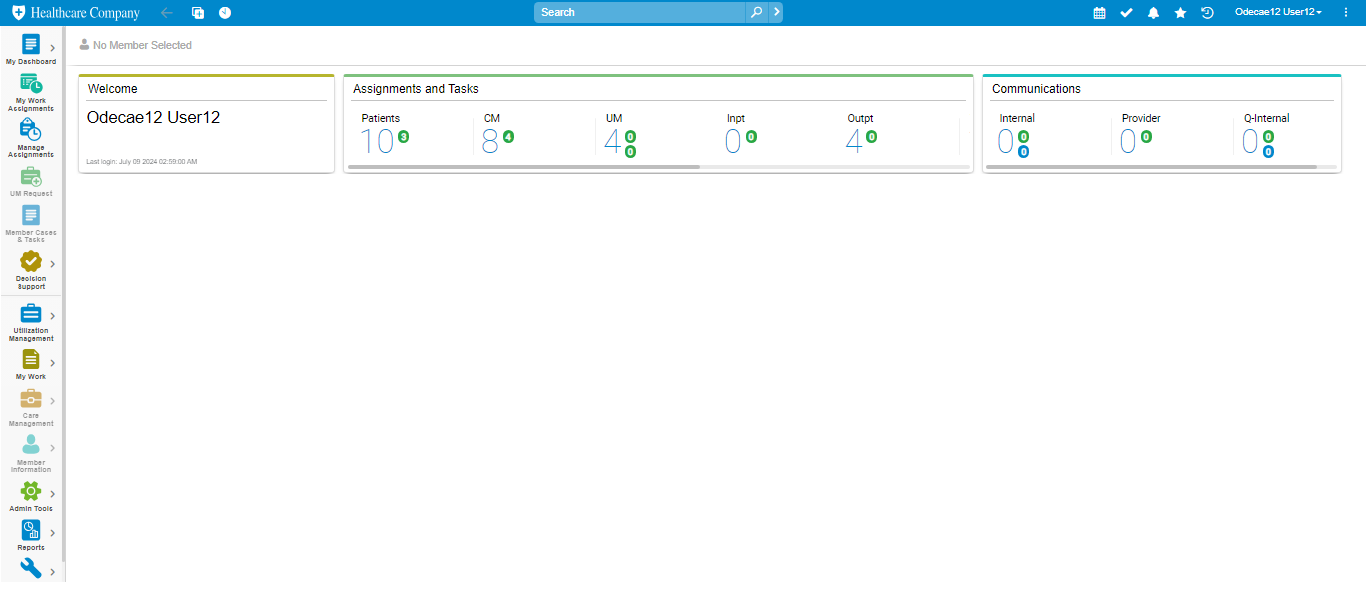 Healthcare Company
Search
Odecae12 User12
No Member Selected
My Dashboard
My Work
Assignments
Manage
Assignments
UM Request
Member Cases
& Tasks
Decision
Support
Utilization
Management
My Work
Care
Management
Member
Information
Admin Tools
Reports
Welcome
Odecae12 User12
Last login: July 09 2024 02:59:00 AM
Assignments and Tasks
Patients
10 3
CM
8 4
UM
4 0
0
Inpt
0 0
Outpt
4 0
Communications
Internal
0 0
0
Provider
0 0
Q-Internal
0 0
0